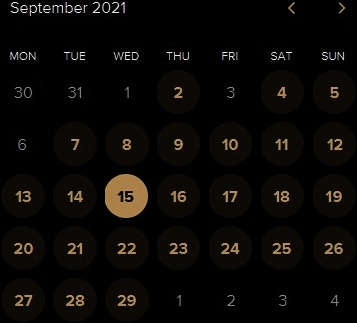 September 2021
MON TUE WED THU FRI SAT SUN
30 31 1 2 3 4 5
6 7 8 9 10 11 12
13 14 15 16 17 18 19
20 21 22 23 24 25 26
27 28 29 1 2 3 4